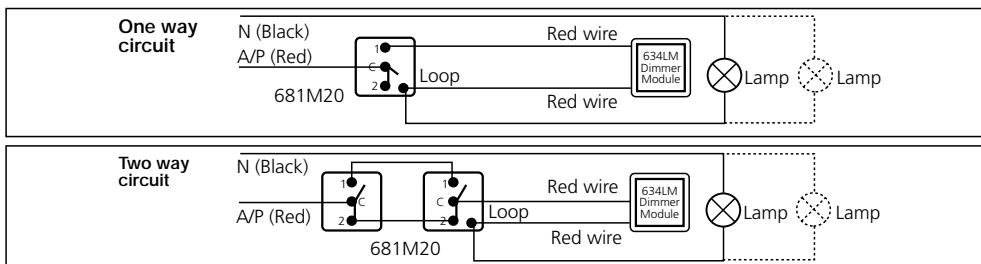 One way
circuit
N (Black)
A/P (Red)
1
C
2
Loop
681M20
Red wire
Red wire
634LM
Dimmer
Module
Lamp
Lamp
Two way
circuit
N (Black)
A/P (Red)
1
C
2
1
C
2
Loop
681M20
Red wire
Red wire
634LM
Dimmer
Module
Lamp
Lamp